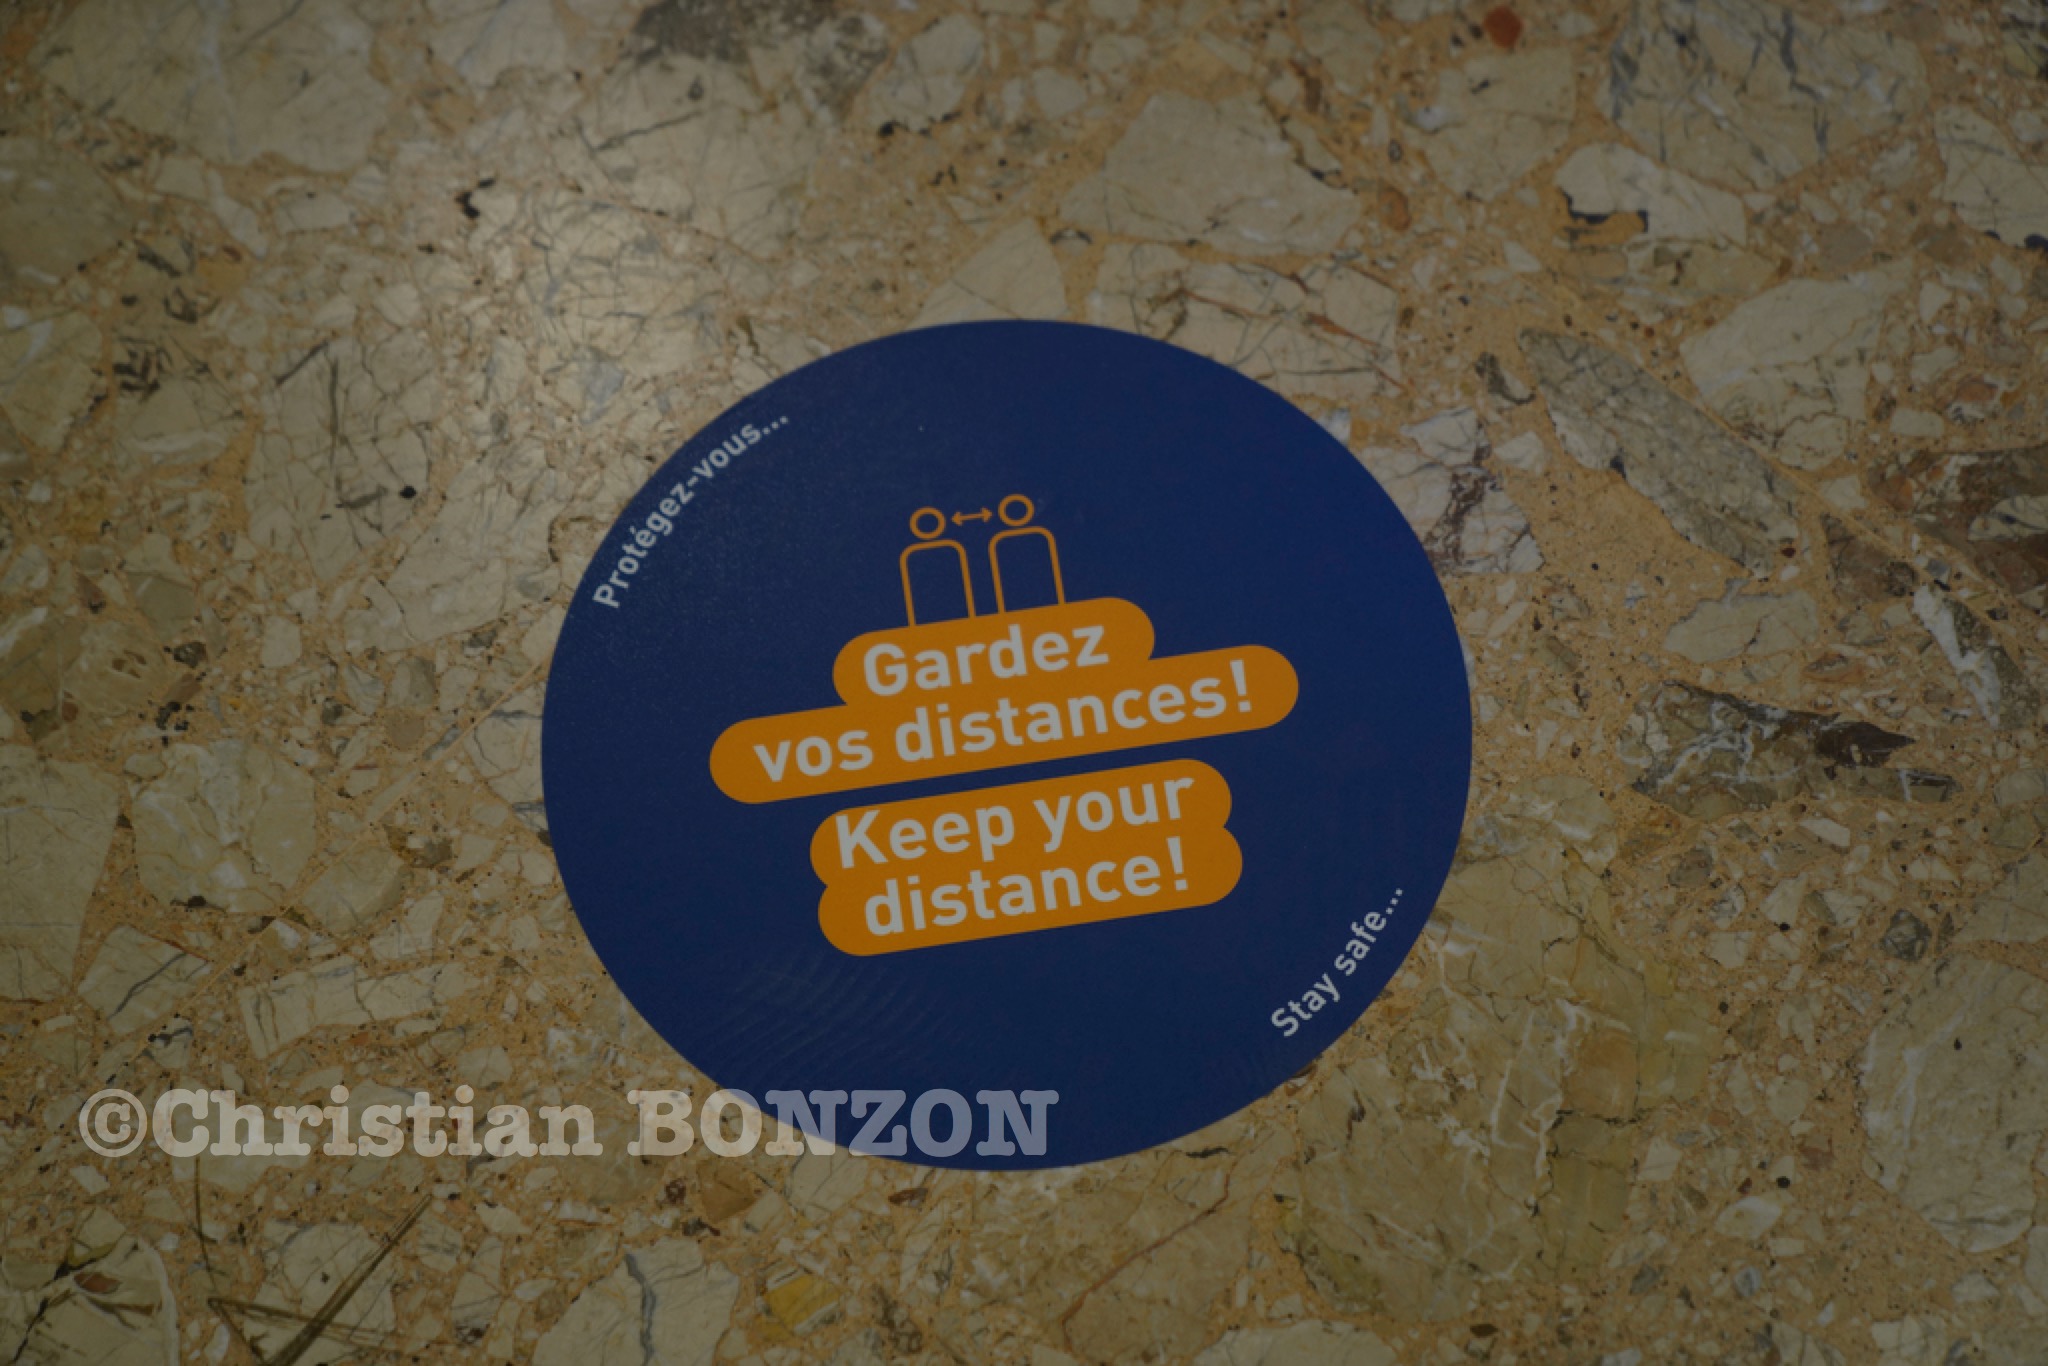 Protégez-vous...
Gardez
vos distances!
Keep your
distance!
Stay safe...
©Christian BONZON